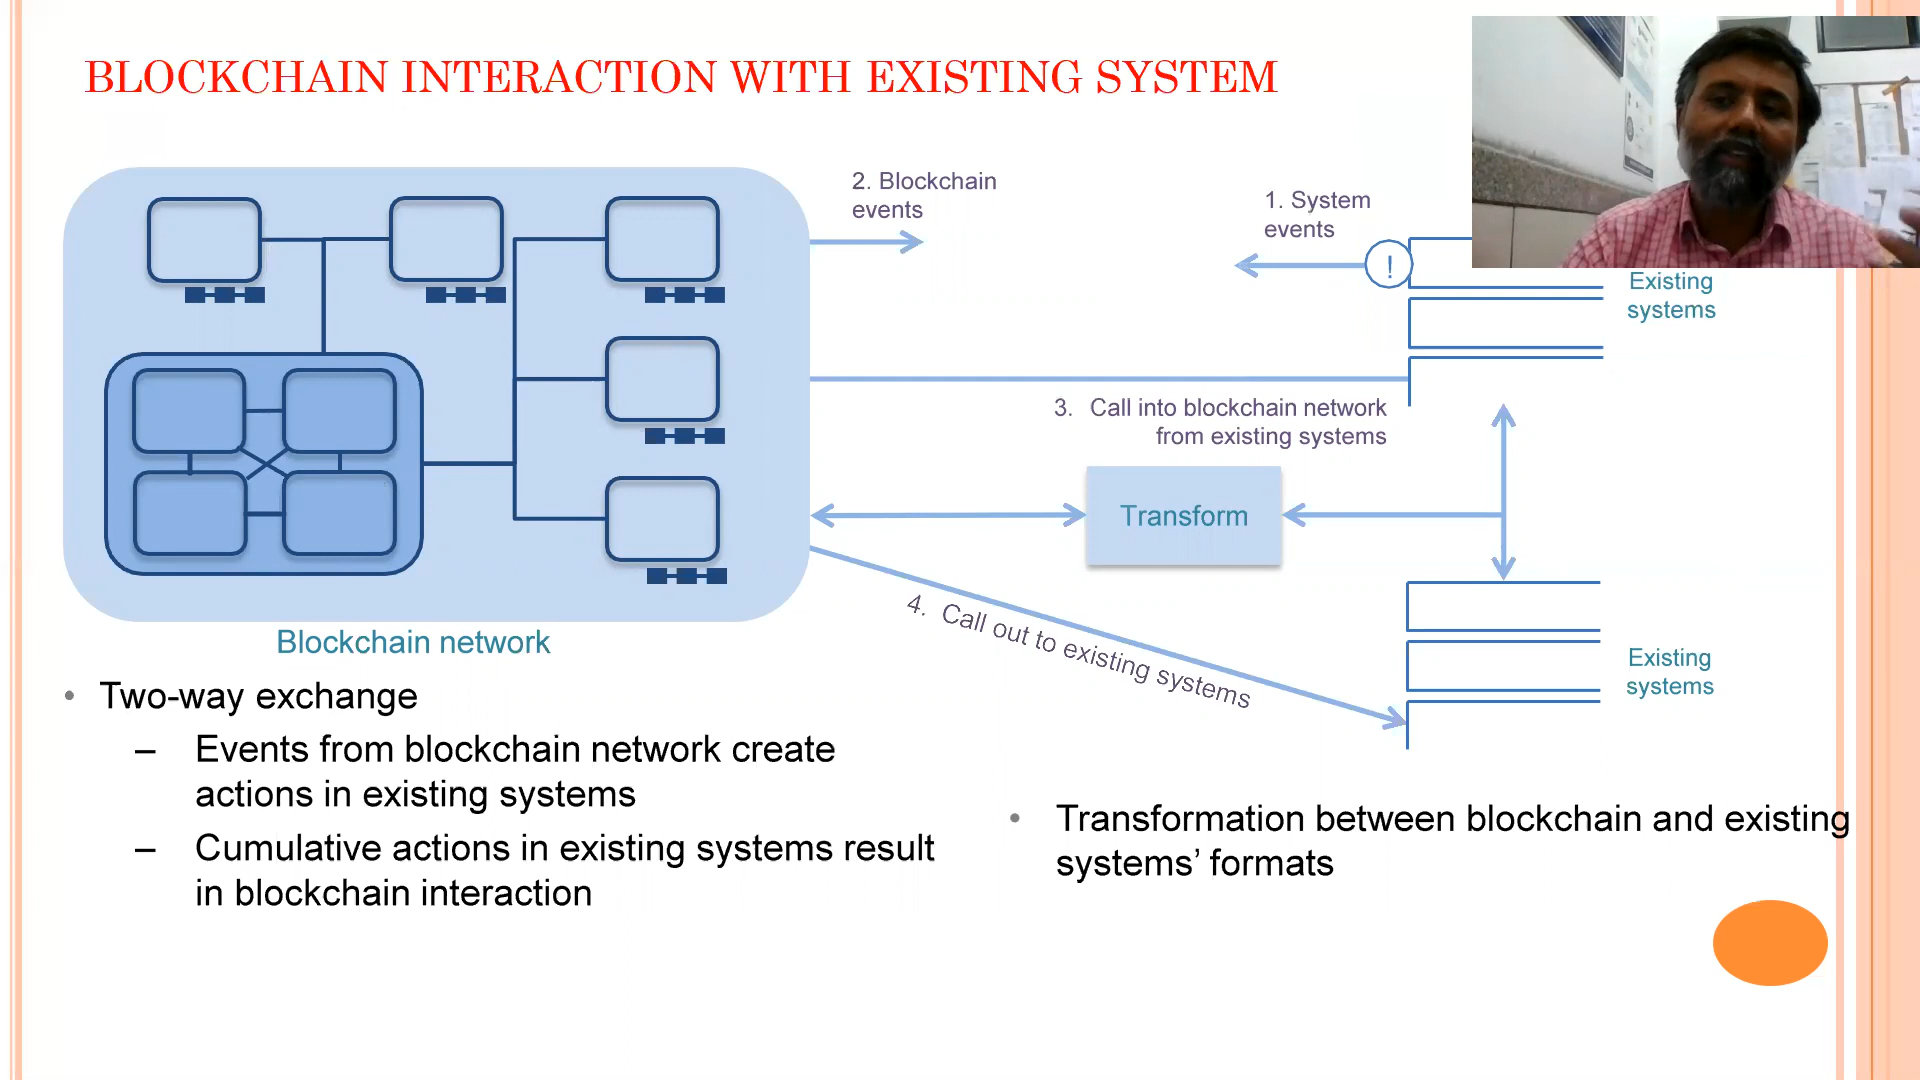 BLOCKCHAIN INTERACTION WITH EXISTING SYSTEM
2. Blockchain
events
1. System
events
!
Existing
systems
3. Call into blockchain network
from existing systems
Transform
4. Call out to existing systems
Existing
systems
Blockchain network
• Two-way exchange
– Events from blockchain network create
actions in existing systems
– Cumulative actions in existing systems result
in blockchain interaction
• Transformation between blockchain and existing
systems’ formats